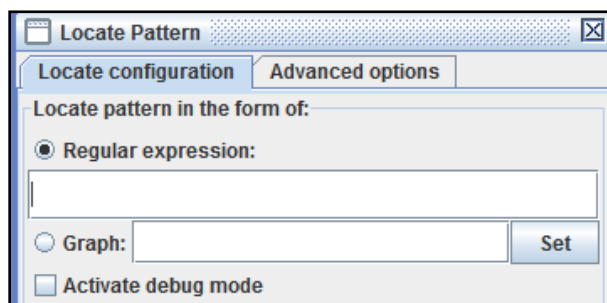 Locate Pattern
Locate configuration Advanced options
Locate pattern in the form of:
Regular expression:
Graph: Set
Activate debug mode